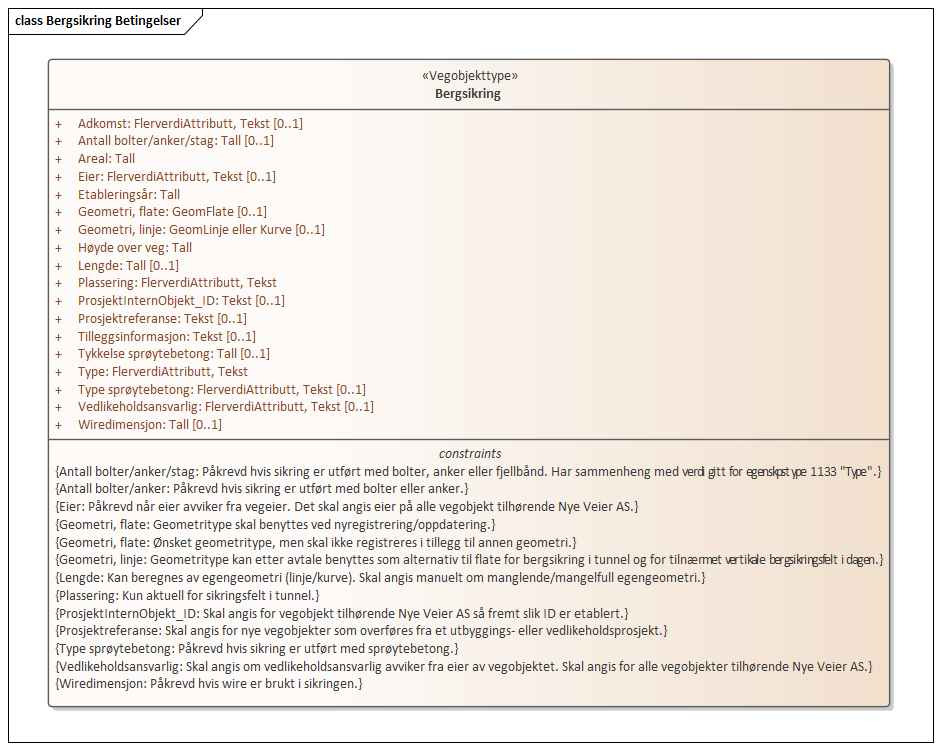 class Bergsikring Betingelser
«Vegobjekttype»
Bergsikring
+ Adkomst: FlerverdiAttributt, Tekst [0..1]
+ Antall bolter/anker/stag: Tall [0..1]
+ Areal: Tall
+ Eier: FlerverdiAttributt, Tekst [0..1]
+ Etableringsår: Tall
+ Geometri, flate: GeomFlate [0..1]
+ Geometri, linje: GeomLinje eller Kurve [0..1]
+ Høyde over veg: Tall
+ Lengde: Tall [0..1]
+ Plassering: FlerverdiAttributt, Tekst
+ ProsjektInternObjekt_ID: Tekst [0..1]
+ Prosjektreferanse: Tekst [0..1]
+ Tilleggsinformasjon: Tekst [0..1]
+ Tykkelse sprøytebetong: Tall [0..1]
+ Type: FlerverdiAttributt, Tekst
+ Type sprøytebetong: FlerverdiAttributt, Tekst [0..1]
+ Vedlikeholdsansvarlig: FlerverdiAttributt, Tekst [0..1]
+ Wiredimensjon: Tall [0..1]
constraints
{Antall bolter/anker/stag: Påkrevd hvis sikring er utført med bolter, anker eller fjellbånd. Har sammenheng med verdi gitt for egenskpstype 1133 "Type".}
{Antall bolter/anker: Påkrevd hvis sikring er utført med bolter eller anker.}
{Eier: Påkrevd når eier avviker fra vegeier. Det skal angis eier på alle vegobjekt tilhørende Nye Veier AS.}
{Geometri, flate: Geometritype skal benyttes ved nyregistrering/oppdatering.}
{Geometri, flate: Ønsket geometritype, men skal ikke registreres i tillegg til annen geometri.}
{Geometri, linje: Geometritype kan etter avtale benyttes som alternativ til flate for bergsikring i tunnel og for tilnærmet vertikale bergsikringsfelt i dagen.}
{Lengde: Kan beregnes av egengeometri (linje/kurve). Skal angis manuelt om manglende/mangelfull egengeometri.}
{Plassering: Kun aktuell for sikringsfelt i tunnel.}
{ProsjektInternObjekt_ID: Skal angis for vegobjekt tilhørende Nye Veier AS så fremt slik ID er etablert.}
{Prosjektreferanse: Skal angis for nye vegobjekter som overføres fra et utbyggings- eller vedlikeholdsprosjekt.}
{Type sprøytebetong: Påkrevd hvis sikring er utført med sprøytebetong.}
{Vedlikeholdsansvarlig: Skal angis om vedlikeholdsansvarlig avviker fra eier av vegobjektet. Skal angis for alle vegobjekter tilhørende Nye Veier AS.}
{Wiredimensjon: Påkrevd hvis wire er brukt i sikringen.}